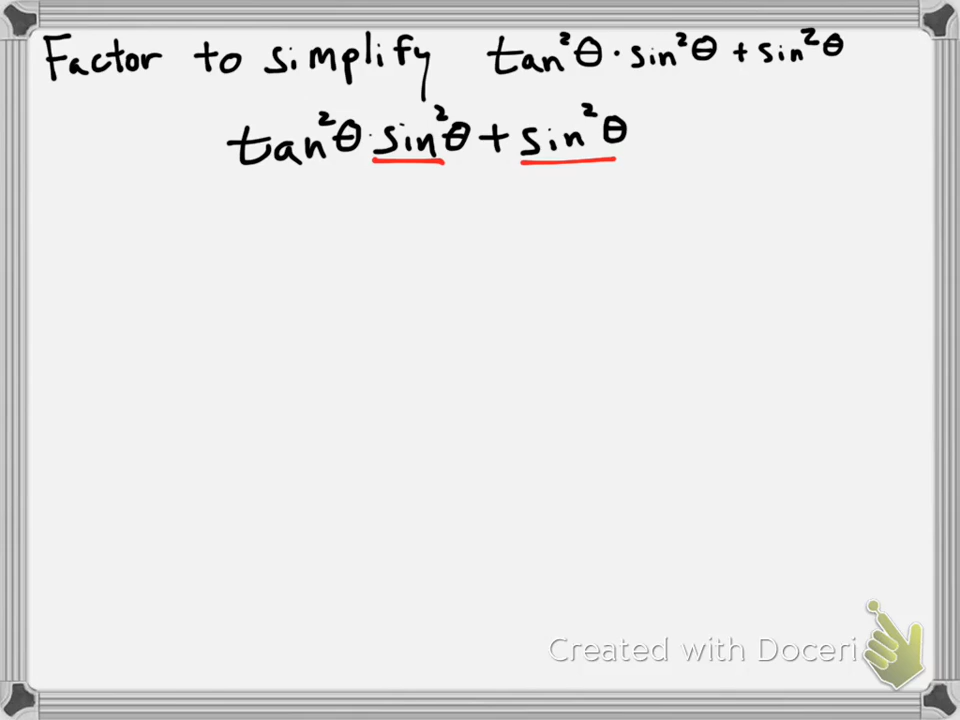 Factor to simplify tan²θ · sin²θ + sin²θ
tan²θ · sin²θ + sin²θ
Created with Doceri